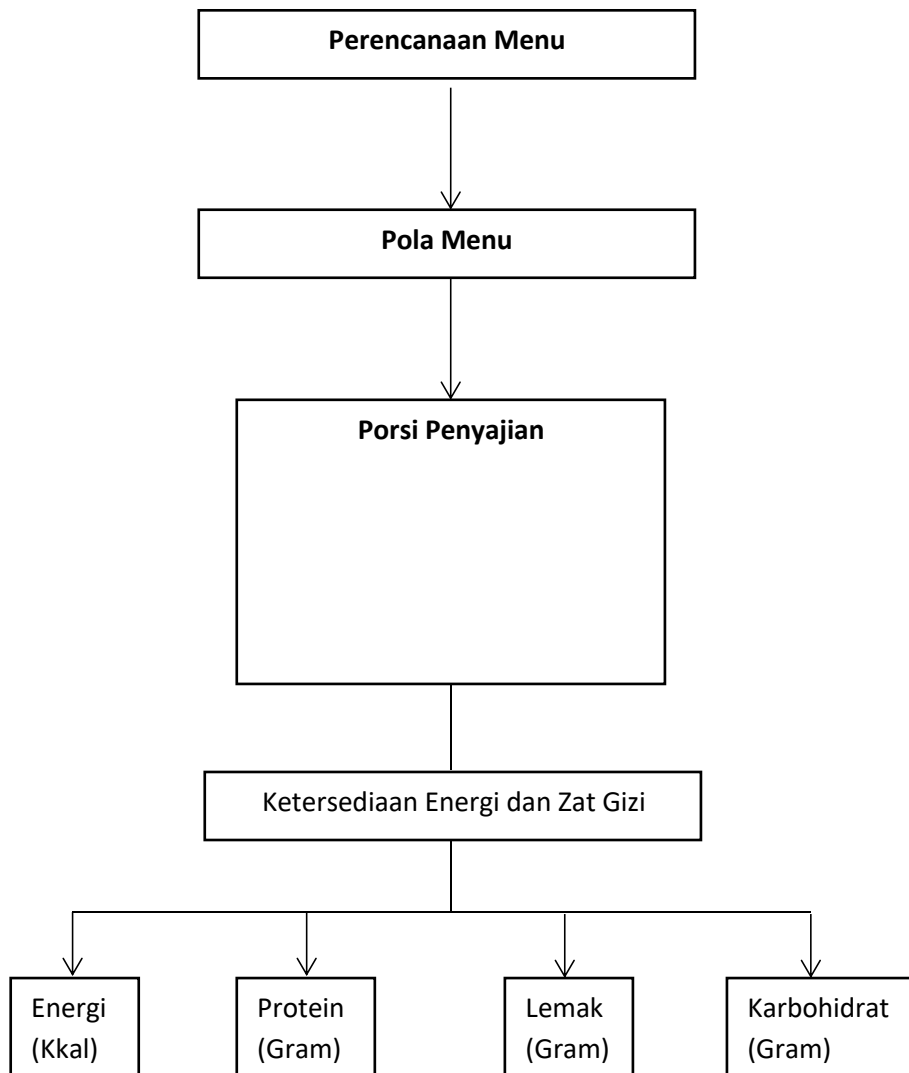 Perencanaan Menu
Pola Menu
Porsi Penyajian
Ketersediaan Energi dan Zat Gizi
Energi
(Kkal)
Protein
(Gram)
Lemak
(Gram)
Karbohidrat
(Gram)